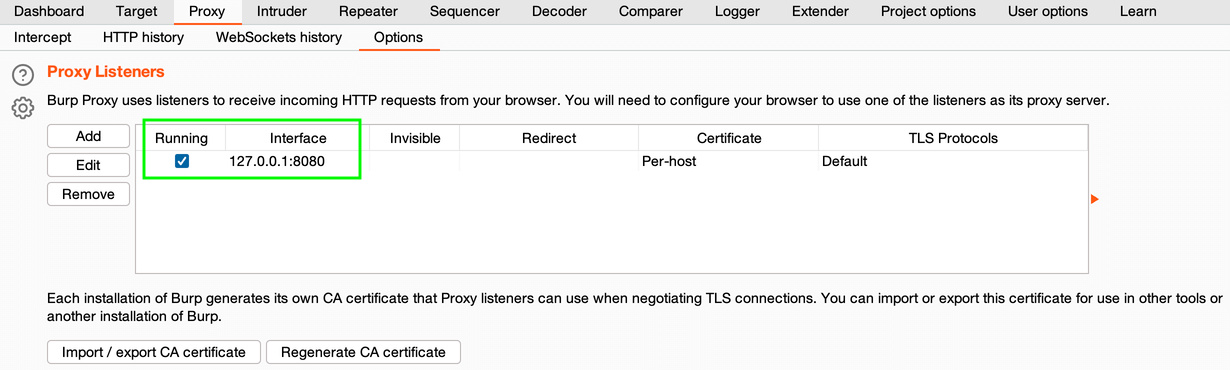 Dashboard Target Proxy Intruder Repeater Sequencer Decoder Comparer Logger Extender Project options User options Learn
Intercept HTTP history WebSockets history Options
? Proxy Listeners
Burp Proxy uses listeners to receive incoming HTTP requests from your browser. You will need to configure your browser to use one of the listeners as its proxy server.
Add Running Interface Invisible Redirect Certificate TLS Protocols
Edit 127.0.0.1:8080 Per-host Default
Remove
Each installation of Burp generates its own CA certificate that Proxy listeners can use when negotiating TLS connections. You can import or export this certificate for use in other tools or
another installation of Burp.
Import / export CA certificate Regenerate CA certificate